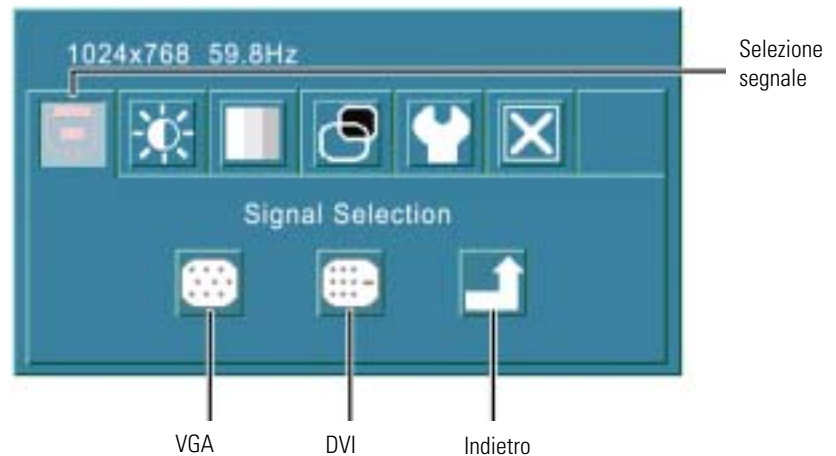 1024x768 59.8Hz
Selezione
segnale
Signal Selection
VGA
DVI
Indietro